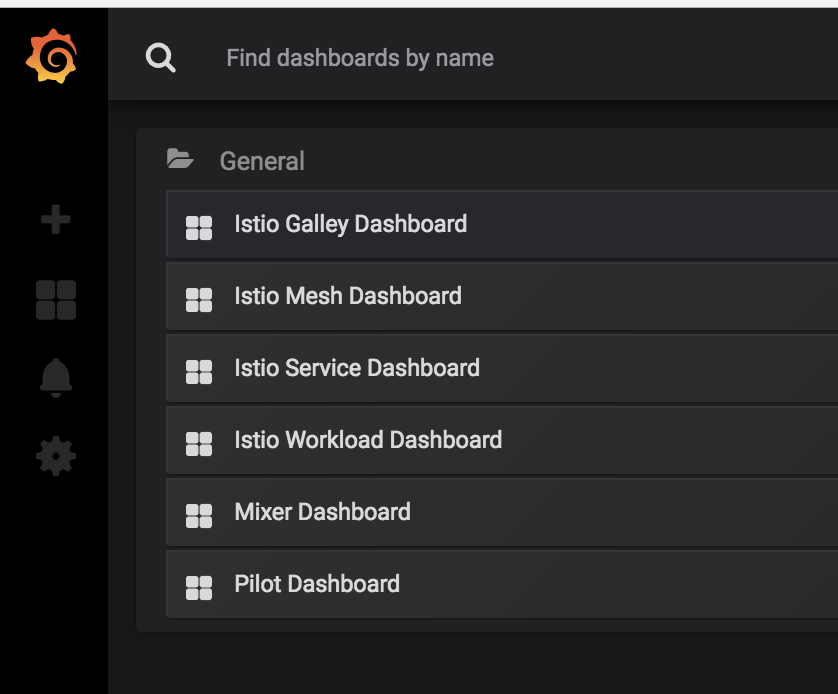 Find dashboards by name
General
Istio Galley Dashboard
Istio Mesh Dashboard
Istio Service Dashboard
Istio Workload Dashboard
Mixer Dashboard
Pilot Dashboard